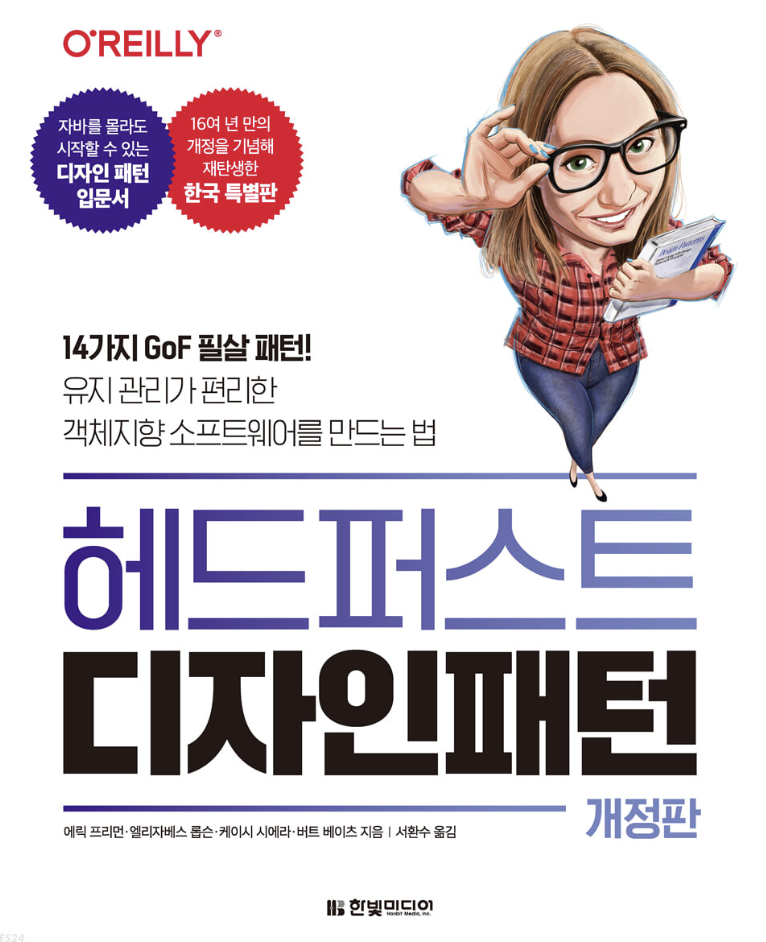 O'REILLY®
자바를 몰라도
시작할 수 있는
디자인 패턴
입문서
16여 년 만의
개정을 기념해
재탄생한
한국 특별판
Design Patterns
14가지 GoF 필살 패턴!
유지 관리가 편리한
객체지향 소프트웨어를 만드는 법
헤드퍼스트
디자인패턴
개정판
에릭 프리먼·엘리자베스 롭슨·케이시 시에라·버트 베이츠 지음 | 서환수 옮김
한빛미디어
Hanbit Media, Inc.
ES24